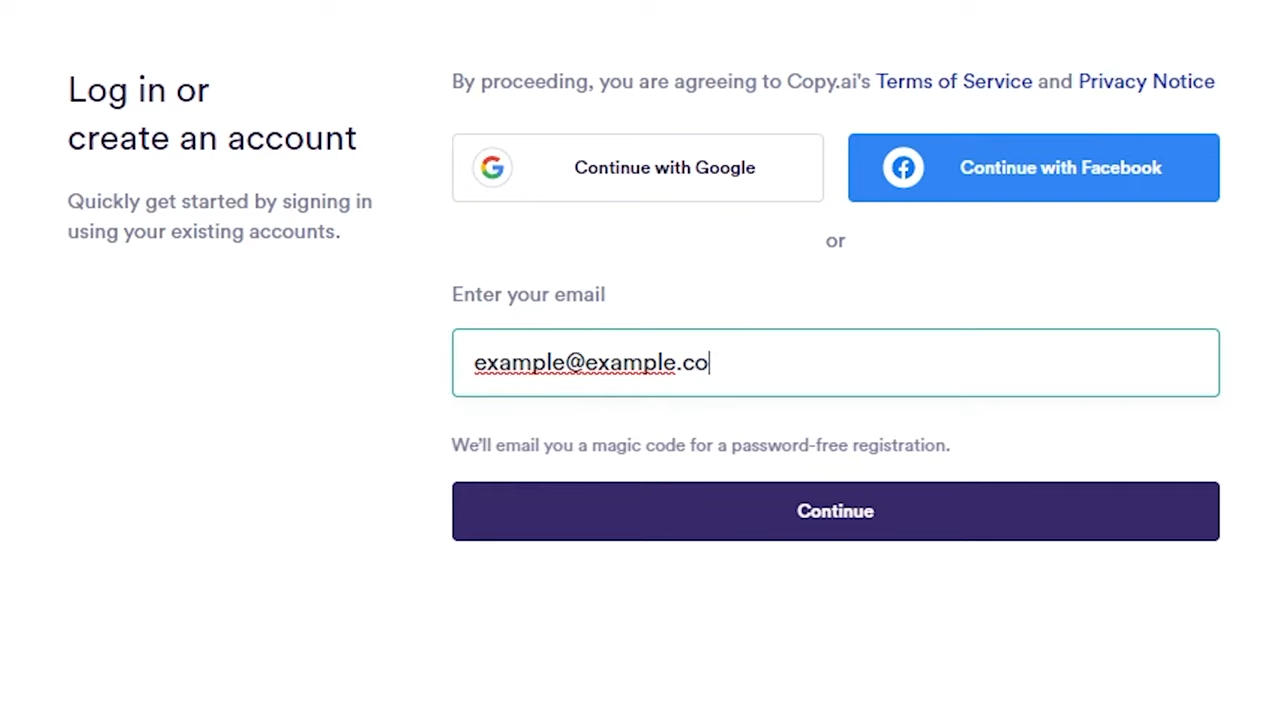 Log in or
create an account
Quickly get started by signing in
using your existing accounts.
By proceeding, you are agreeing to Copy.ai's Terms of Service and Privacy Notice
Continue with Google
Continue with Facebook
or
Enter your email
example@example.co
We'll email you a magic code for a password-free registration.
Continue